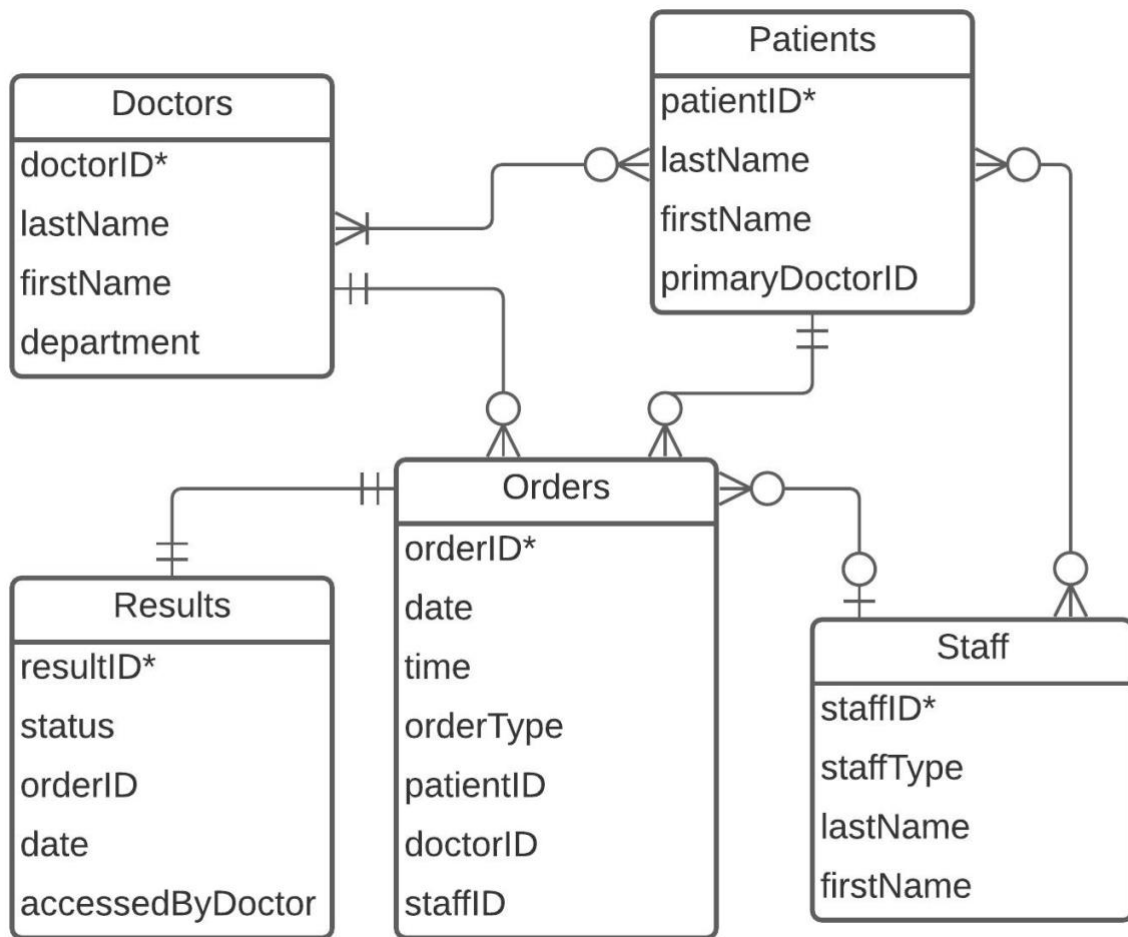 Doctors
doctorID*
lastName
firstName
department
Patients
patientID*
lastName
firstName
primaryDoctorID
Orders
orderID*
date
time
orderType
patientID
doctorID
staffID
Results
resultID*
status
orderID
date
accessedByDoctor
Staff
staffID*
staffType
lastName
firstName